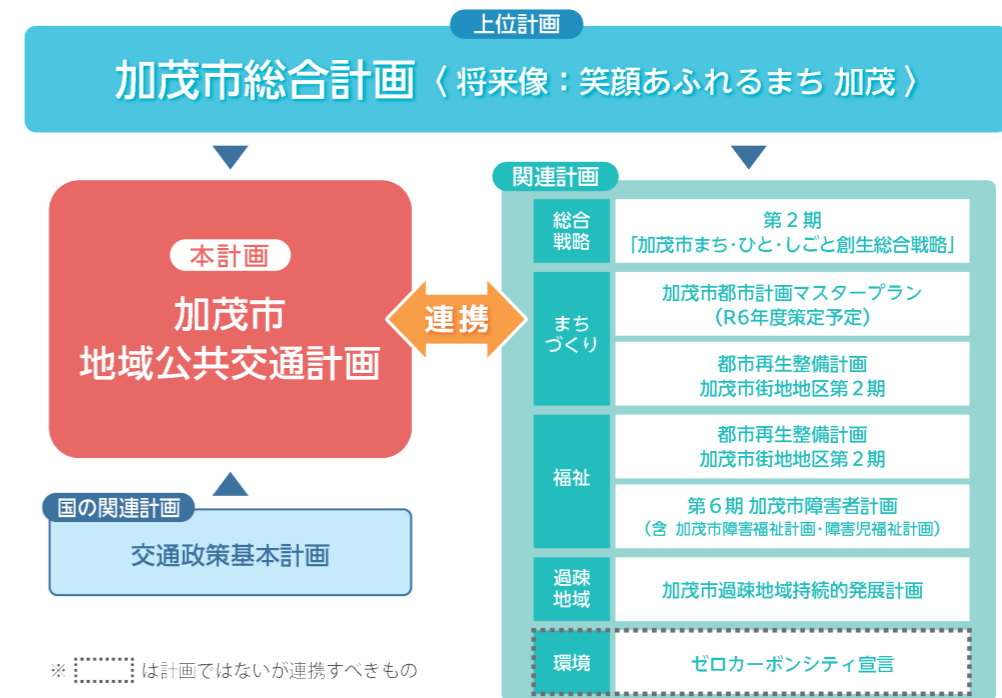 上位計画
加茂市総合計画〈 将来像：笑顔あふれるまち 加茂 〉
本計画
加茂市
地域公共交通計画
連携
国の関連計画
交通政策基本計画
※ は計画ではないが連携すべきもの
関連計画
総合
戦略
第２期
「加茂市まち・ひと・しごと創生総合戦略」
まち
づくり
加茂市都市計画マスタープラン
（R6年度策定予定）
都市再生整備計画
加茂市街地地区第２期
福祉
都市再生整備計画
加茂市街地地区第２期
第６期 加茂市障害者計画
（含 加茂市障害福祉計画・障害児福祉計画）
過疎
地域
加茂市過疎地域持続的発展計画
環境
ゼロカーボンシティ宣言